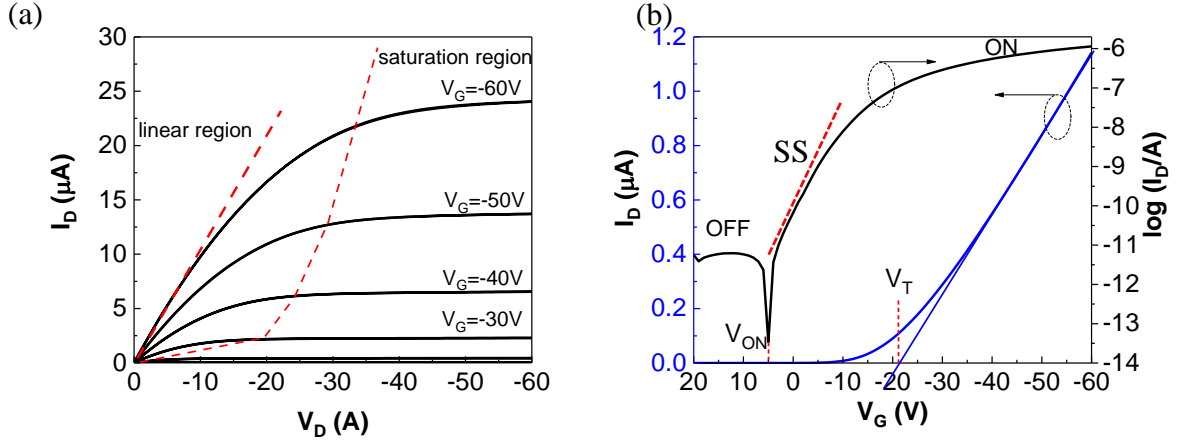 (a)
30
25
20
15
10
5
0
I_D (μA)
0 -10 -20 -30 -40 -50 -60
V_D (A)
linear region
saturation region
V_G=-60V
V_G=-50V
V_G=-40V
V_G=-30V
(b)
1.2
1.0
0.8
0.6
0.4
0.2
0.0
I_D (μA)
20 10 0 -10 -20 -30 -40 -50 -60
V_G (V)
OFF
SS
ON
V_ON
V_T
-6
-7
-8
-9
-10
-11
-12
-13
-14
log (I_D/A)